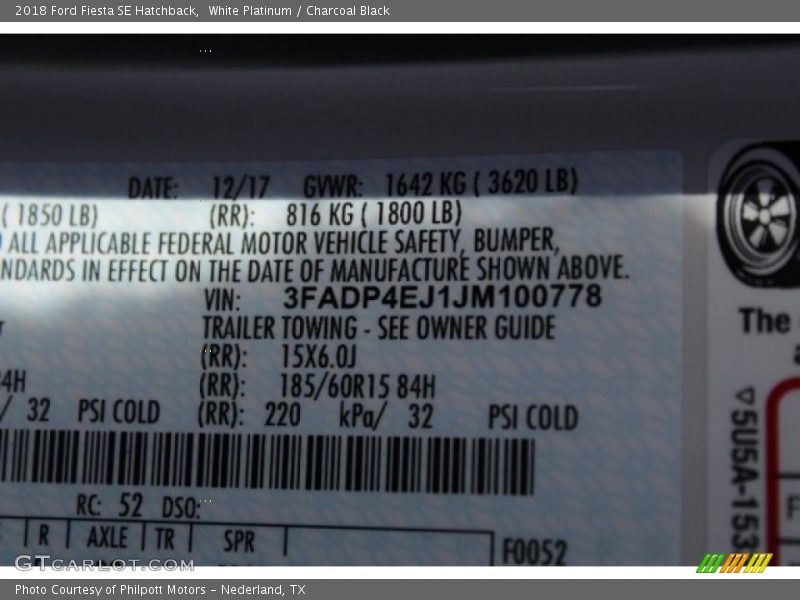 2018 Ford Fiesta SE Hatchback,  White Platinum / Charcoal Black
DATE: 12/17 GVWR: 1642 KG ( 3620 LB)
( 1850 LB) (RR): 816 KG ( 1800 LB)
ALL APPLICABLE FEDERAL MOTOR VEHICLE SAFETY, BUMPER,
NDARDS IN EFFECT ON THE DATE OF MANUFACTURE SHOWN ABOVE.
VIN: 3FADP4EJ1JM100778
TRAILER TOWING - SEE OWNER GUIDE
(RR): 15X6.0J
4H (RR): 185/60R15 84H
/ 32 PSI COLD (RR): 220 kPa/ 32 PSI COLD
RC: 52 DSO:
R AXLE TR SPR
F0052
The
5U5A-153
GTCARLOT.COM
Photo Courtesy of Philpott Motors - Nederland, TX